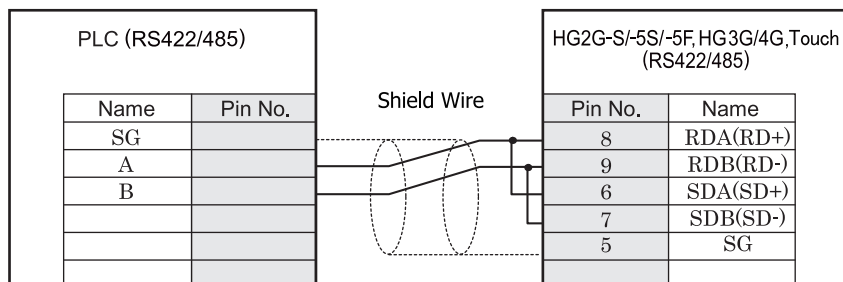 PLC (RS422/485)
HG2G-S/-5S/-5F, HG3G/4G, Touch
(RS422/485)
Shield Wire
Name Pin No.
SG
A
B
Pin No. Name
8 RDA(RD+)
9 RDB(RD-)
6 SDA(SD+)
7 SDB(SD-)
5 SG